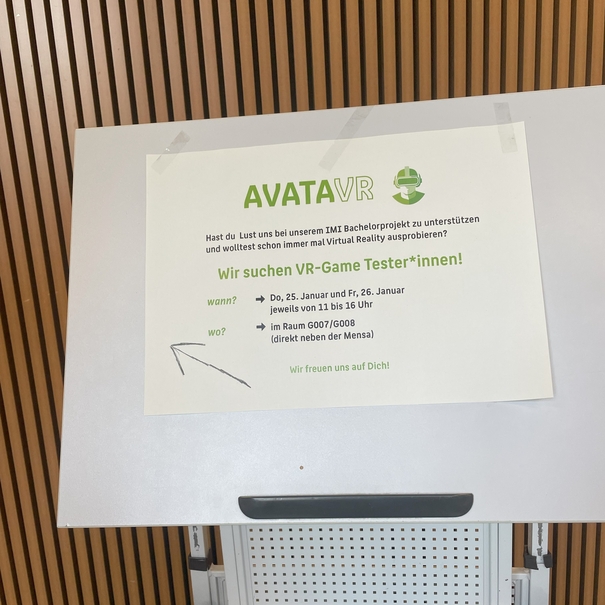 AVATAVR
Hast du Lust uns bei unserem IMI Bachelorprojekt zu unterstützen
und wolltest schon immer mal Virtual Reality ausprobieren?
Wir suchen VR-Game Tester*innen!
wann? ➔ Do, 25. Januar und Fr, 26. Januar
jeweils von 11 bis 16 Uhr
wo? ➔ im Raum G007/G008
(direkt neben der Mensa)
Wir freuen uns auf Dich!